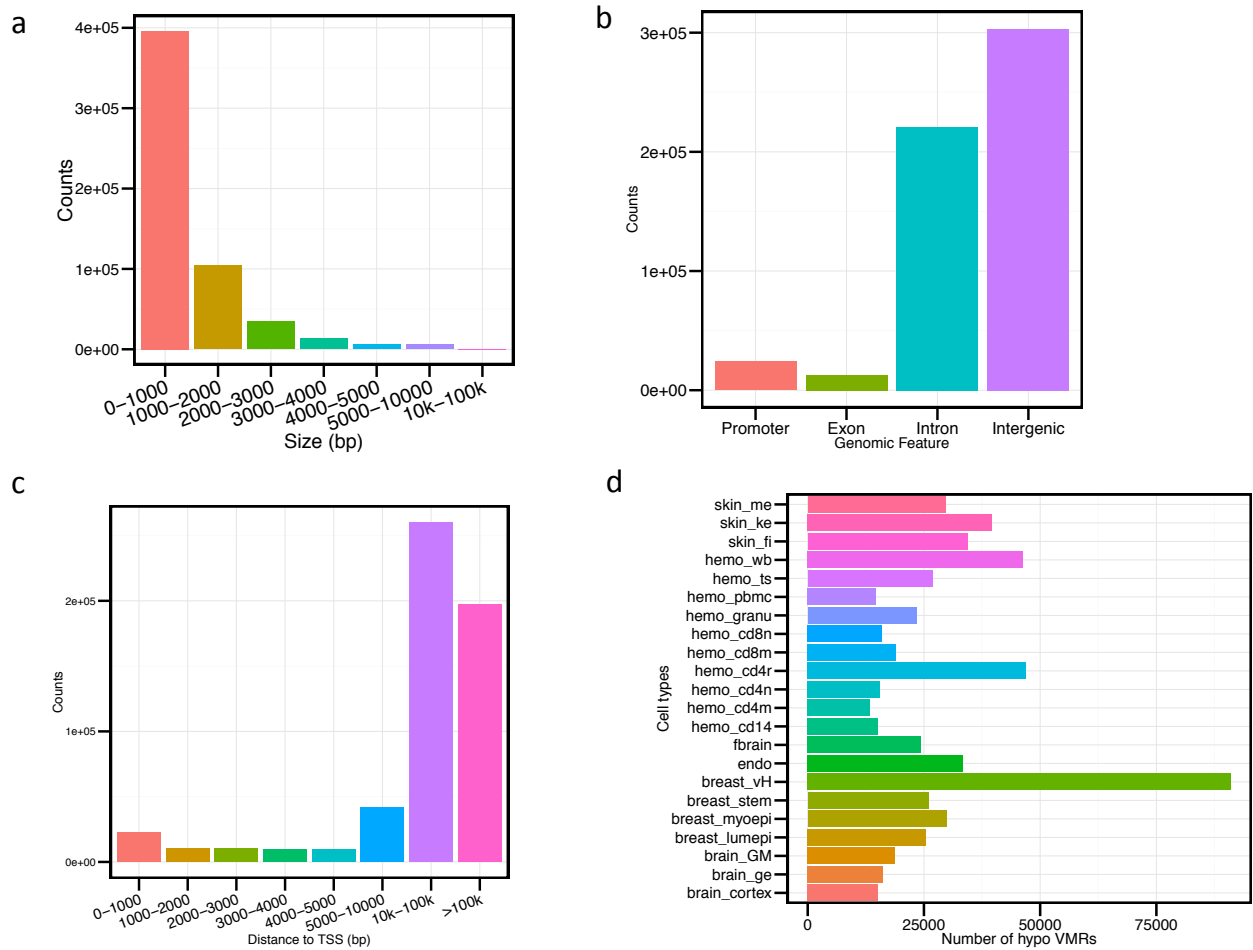 a
4e+05
3e+05
2e+05
1e+05
0e+00
Counts
0−1000
1000−2000
2000−3000
3000−4000
4000−5000
5000−10000
10k−100k
Size (bp)
b
3e+05
2e+05
1e+05
0e+00
Counts
Promoter Exon Intron Intergenic
Genomic Feature
c
2e+05
1e+05
0e+00
Counts
0−1000
1000−2000
2000−3000
3000−4000
4000−5000
5000−10000
10k−100k
>100k
Distance to TSS (bp)
d
skin_me
skin_ke
skin_fi
hemo_wb
hemo_ts
hemo_pbmc
hemo_granu
hemo_cd8n
hemo_cd8m
hemo_cd4r
hemo_cd4n
hemo_cd4m
hemo_cd14
fbrain
endo
breast_vH
breast_stem
breast_myoepi
breast_lumepi
brain_GM
brain_ge
brain_cortex
Cell types
0 25000 50000 75000
Number of hypo VMRs